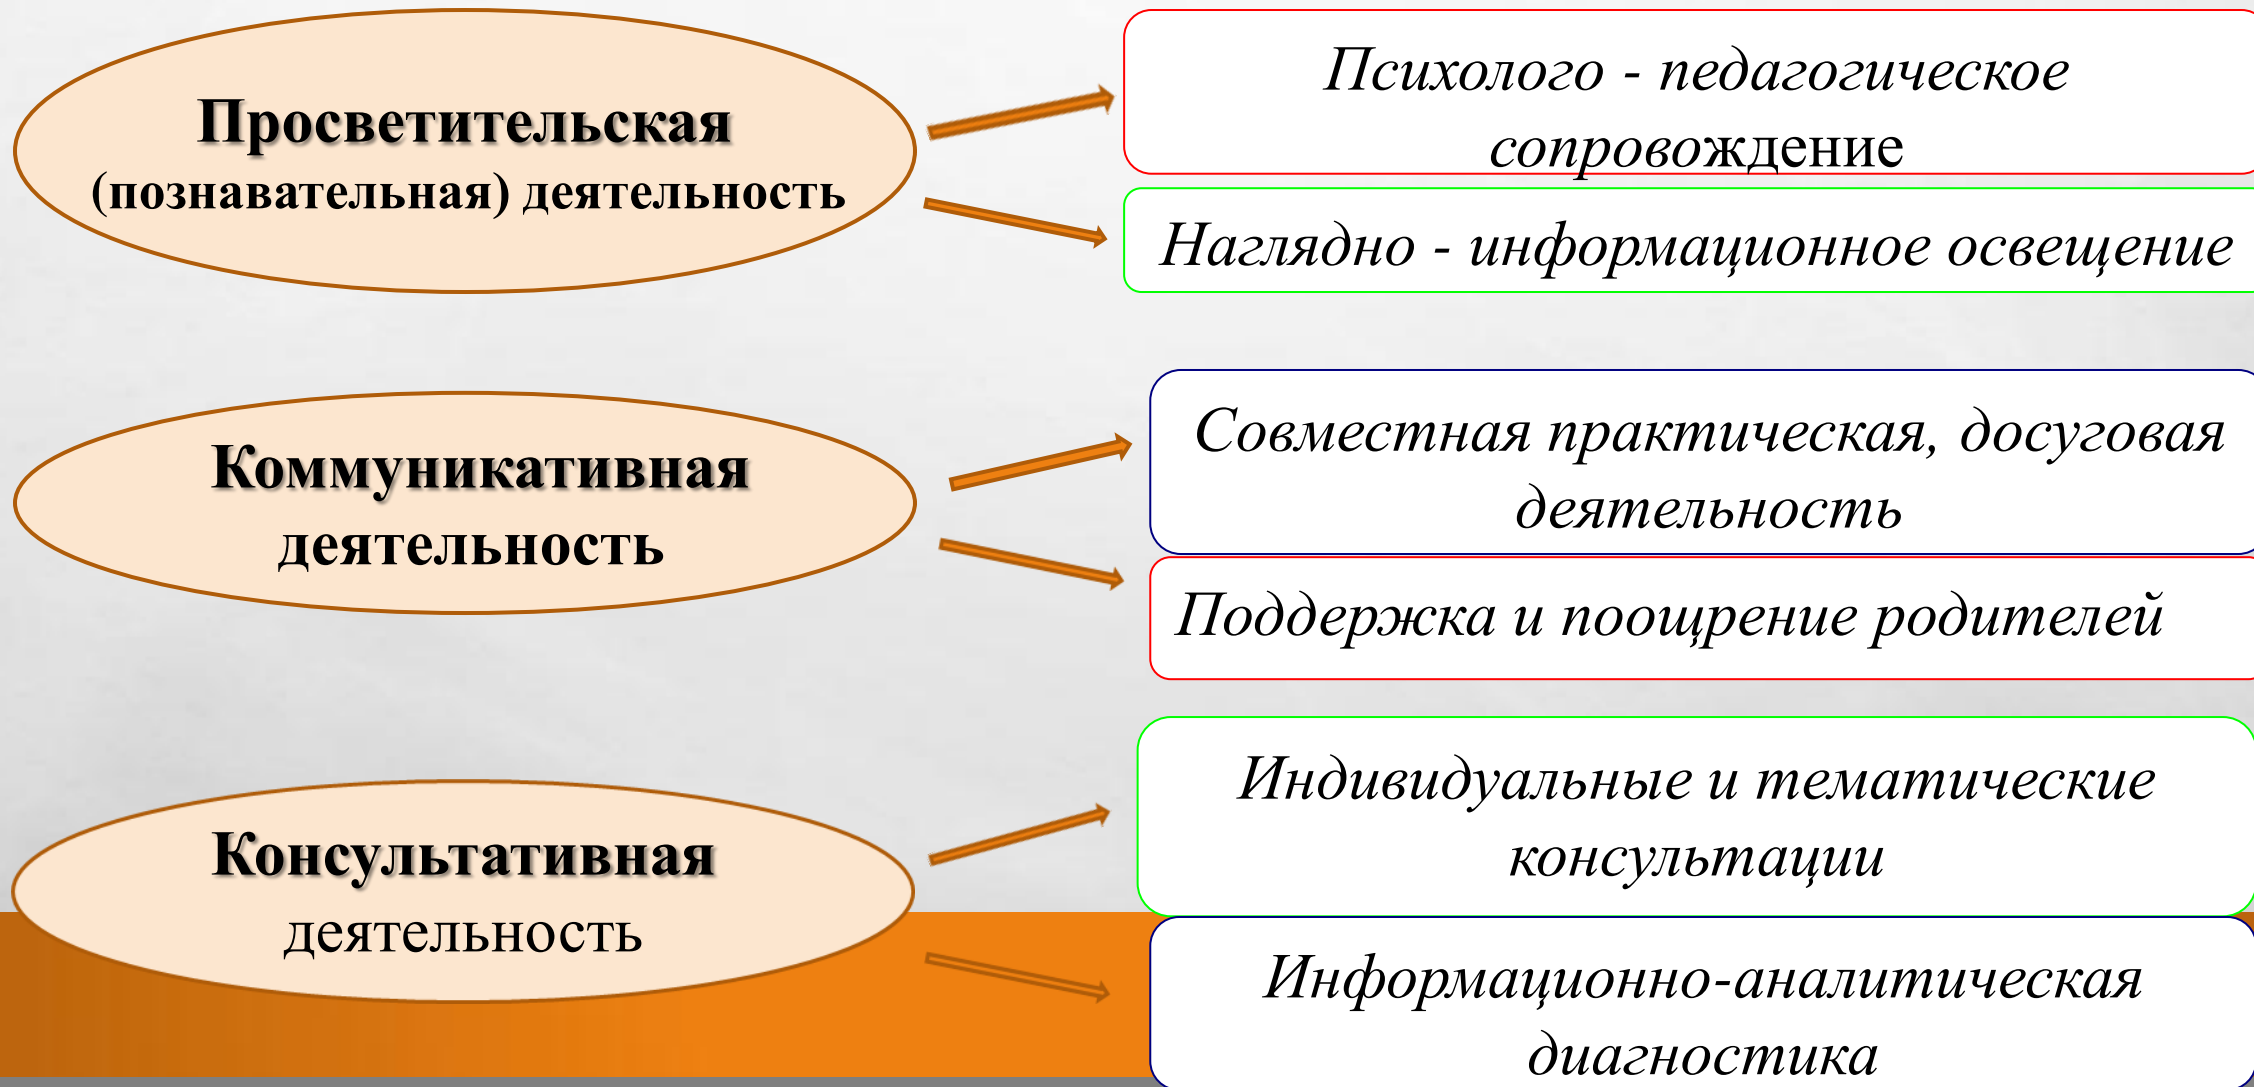 Просветительская
(познавательная) деятельность
Психолого - педагогическое
сопровождение
Наглядно - информационное освещение
Коммуникативная
деятельность
Совместная практическая, досуговая
деятельность
Поддержка и поощрение родителей
Консультативная
деятельность
Индивидуальные и тематические
консультации
Информационно-аналитическая
диагностика